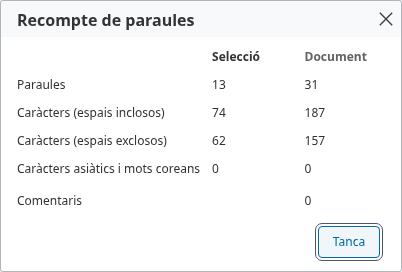 Recompte de paraules
Selecció Document
Paraules 13 31
Caràcters (espais inclosos) 74 187
Caràcters (espais exclosos) 62 157
Caràcters asiàtics i mots coreans 0 0
Comentaris 0
Tanca